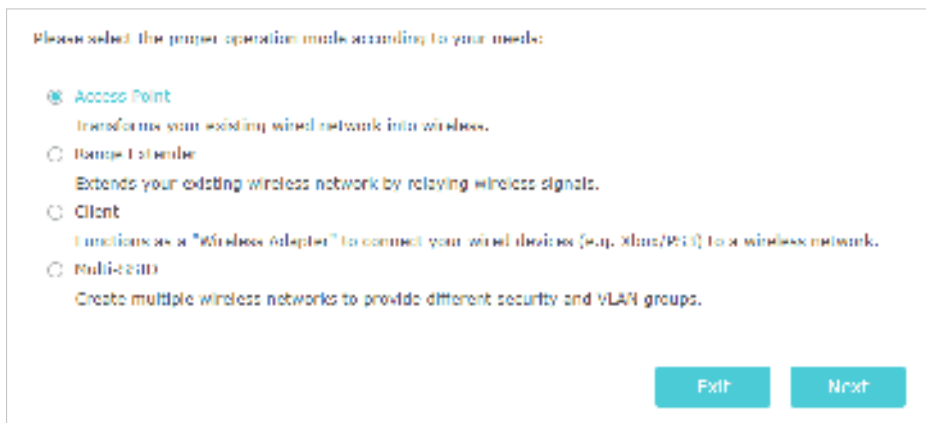 Please select the proper operation mode according to your needs:
Access Point
Transforms your existing wired network into wireless.
Range Extender
Extends your existing wireless network by relaying wireless signals.
Client
Functions as a "Wireless Adapter" to connect your wired devices (e.g. Xbox/PS3) to a wireless network.
Multi-SSID
Create multiple wireless networks to provide different security and VLAN groups.
Exit
Next